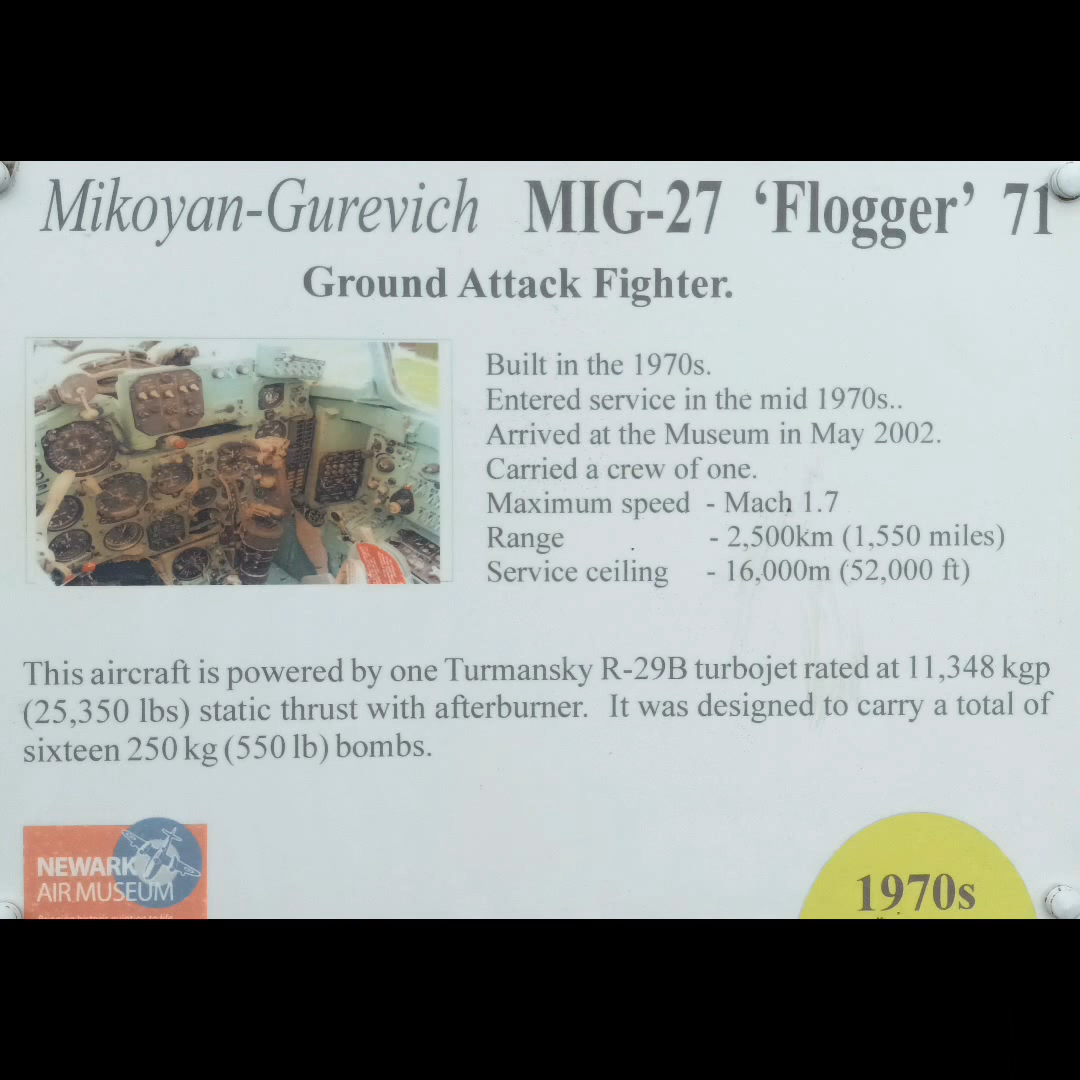 Mikoyan-Gurevich MIG-27 ‘Flogger’ 71
Ground Attack Fighter.
Built in the 1970s.
Entered service in the mid 1970s..
Arrived at the Museum in May 2002.
Carried a crew of one.
Maximum speed - Mach 1.7
Range - 2,500km (1,550 miles)
Service ceiling - 16,000m (52,000 ft)
This aircraft is powered by one Turmansky R-29B turbojet rated at 11,348 kgp
(25,350 lbs) static thrust with afterburner. It was designed to carry a total of
sixteen 250 kg (550 lb) bombs.
NEWARK
AIR MUSEUM
1970s